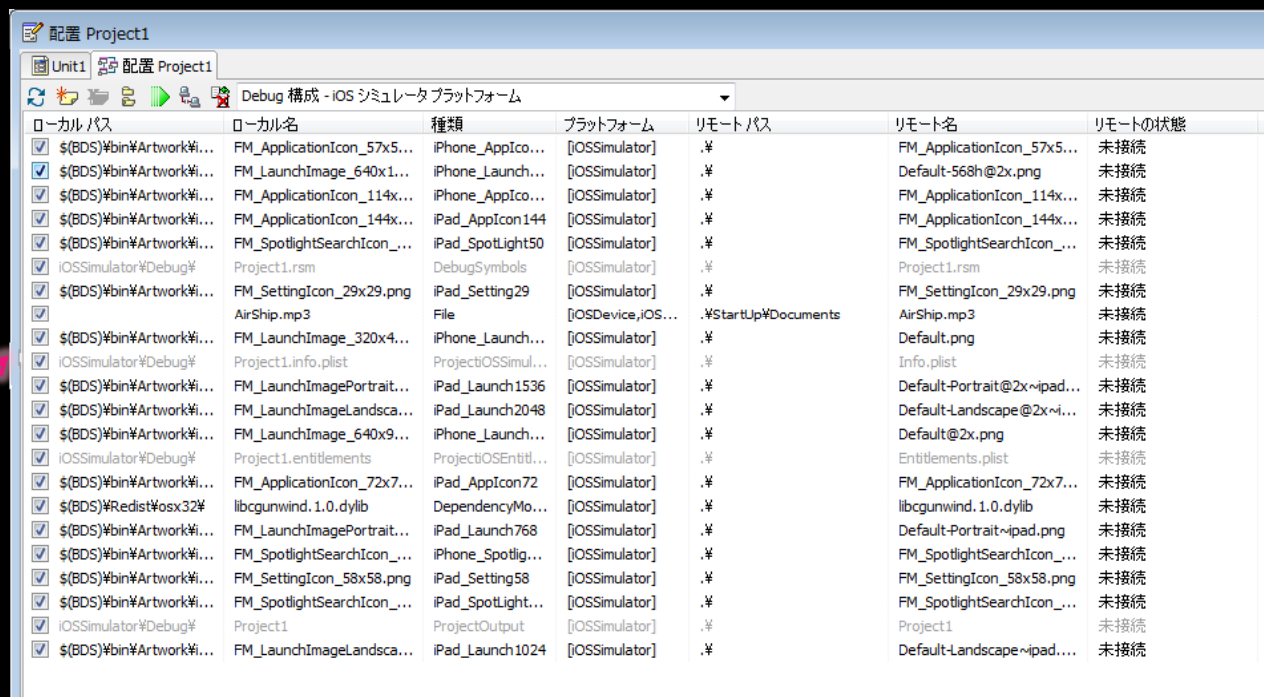 配置 Project1
Unit1 配置 Project1
Debug 構成 - iOS シミュレータ プラットフォーム
ローカル パス ローカル名 種類 プラットフォーム リモート パス リモート名 リモートの状態
$(BDS)¥bin¥Artwork¥i... FM_ApplicationIcon_57x5... iPhone_AppIco... [iOSSimulator] .¥ FM_ApplicationIcon_57x5... 未接続
$(BDS)¥bin¥Artwork¥i... FM_LaunchImage_640x1... iPhone_Launch... [iOSSimulator] .¥ Default-568h@2x.png 未接続
$(BDS)¥bin¥Artwork¥i... FM_ApplicationIcon_114x... iPhone_AppIco... [iOSSimulator] .¥ FM_ApplicationIcon_114x... 未接続
$(BDS)¥bin¥Artwork¥i... FM_ApplicationIcon_144x... iPad_AppIcon144 [iOSSimulator] .¥ FM_ApplicationIcon_144x... 未接続
$(BDS)¥bin¥Artwork¥i... FM_SpotlightSearchIcon_... iPad_SpotLight50 [iOSSimulator] .¥ FM_SpotlightSearchIcon_... 未接続
iOSSimulator¥Debug¥ Project1.rsm DebugSymbols [iOSSimulator] .¥ Project1.rsm 未接続
$(BDS)¥bin¥Artwork¥i... FM_SettingIcon_29x29.png iPad_Setting29 [iOSSimulator] .¥ FM_SettingIcon_29x29.png 未接続
AirShip.mp3 File [iOSDevice,iOS... .¥StartUp¥Documents AirShip.mp3 未接続
$(BDS)¥bin¥Artwork¥i... FM_LaunchImage_320x4... iPhone_Launch... [iOSSimulator] .¥ Default.png 未接続
iOSSimulator¥Debug¥ Project1.info.plist ProjectiOSSimul... [iOSSimulator] .¥ Info.plist 未接続
$(BDS)¥bin¥Artwork¥i... FM_LaunchImagePortrait... iPad_Launch1536 [iOSSimulator] .¥ Default-Portrait@2x~ipad... 未接続
$(BDS)¥bin¥Artwork¥i... FM_LaunchImageLandsca... iPad_Launch2048 [iOSSimulator] .¥ Default-Landscape@2x~i... 未接続
$(BDS)¥bin¥Artwork¥i... FM_LaunchImage_640x9... iPhone_Launch... [iOSSimulator] .¥ Default@2x.png 未接続
iOSSimulator¥Debug¥ Project1.entitlements ProjectiOSEntitl... [iOSSimulator] .¥ Entitlements.plist 未接続
$(BDS)¥bin¥Artwork¥i... FM_ApplicationIcon_72x7... iPad_AppIcon72 [iOSSimulator] .¥ FM_ApplicationIcon_72x7... 未接続
$(BDS)¥Redist¥osx32¥ libcgunwind.1.0.dylib DependencyMo... [iOSSimulator] .¥ libcgunwind.1.0.dylib 未接続
$(BDS)¥bin¥Artwork¥i... FM_LaunchImagePortrait... iPad_Launch768 [iOSSimulator] .¥ Default-Portrait~ipad.png 未接続
$(BDS)¥bin¥Artwork¥i... FM_SpotlightSearchIcon_... iPhone_Spotlig... [iOSSimulator] .¥ FM_SpotlightSearchIcon_... 未接続
$(BDS)¥bin¥Artwork¥i... FM_SettingIcon_58x58.png iPad_Setting58 [iOSSimulator] .¥ FM_SettingIcon_58x58.png 未接続
$(BDS)¥bin¥Artwork¥i... FM_SpotlightSearchIcon_... iPad_SpotLight... [iOSSimulator] .¥ FM_SpotlightSearchIcon_... 未接続
iOSSimulator¥Debug¥ Project1 ProjectOutput [iOSSimulator] .¥ Project1 未接続
$(BDS)¥bin¥Artwork¥i... FM_LaunchImageLandsca... iPad_Launch1024 [iOSSimulator] .¥ Default-Landscape~ipad.... 未接続